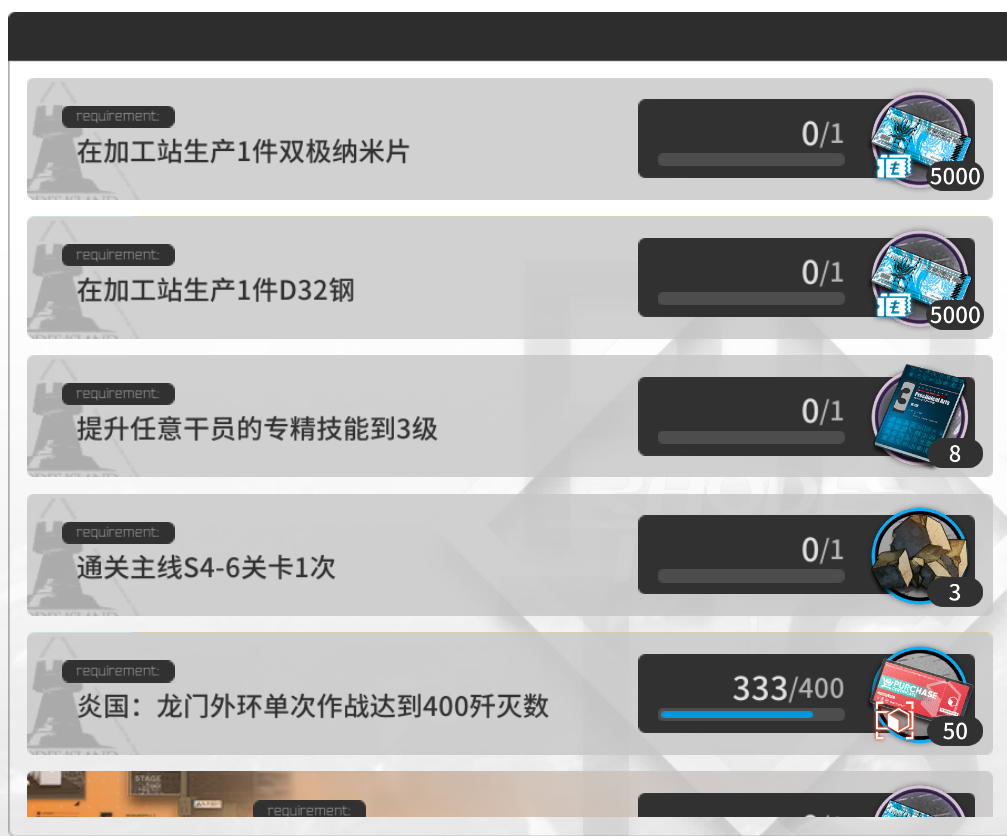 requirement:
在加工站生产1件双极纳米片
0/1
5000
requirement:
在加工站生产1件D32钢
0/1
5000
requirement:
提升任意干员的专精技能到3级
0/1
8
requirement:
通关主线S4-6关卡1次
0/1
3
requirement:
炎国：龙门外环单次作战达到400歼灭数
333/400
PURCHASE
50
STAGE
requirement: